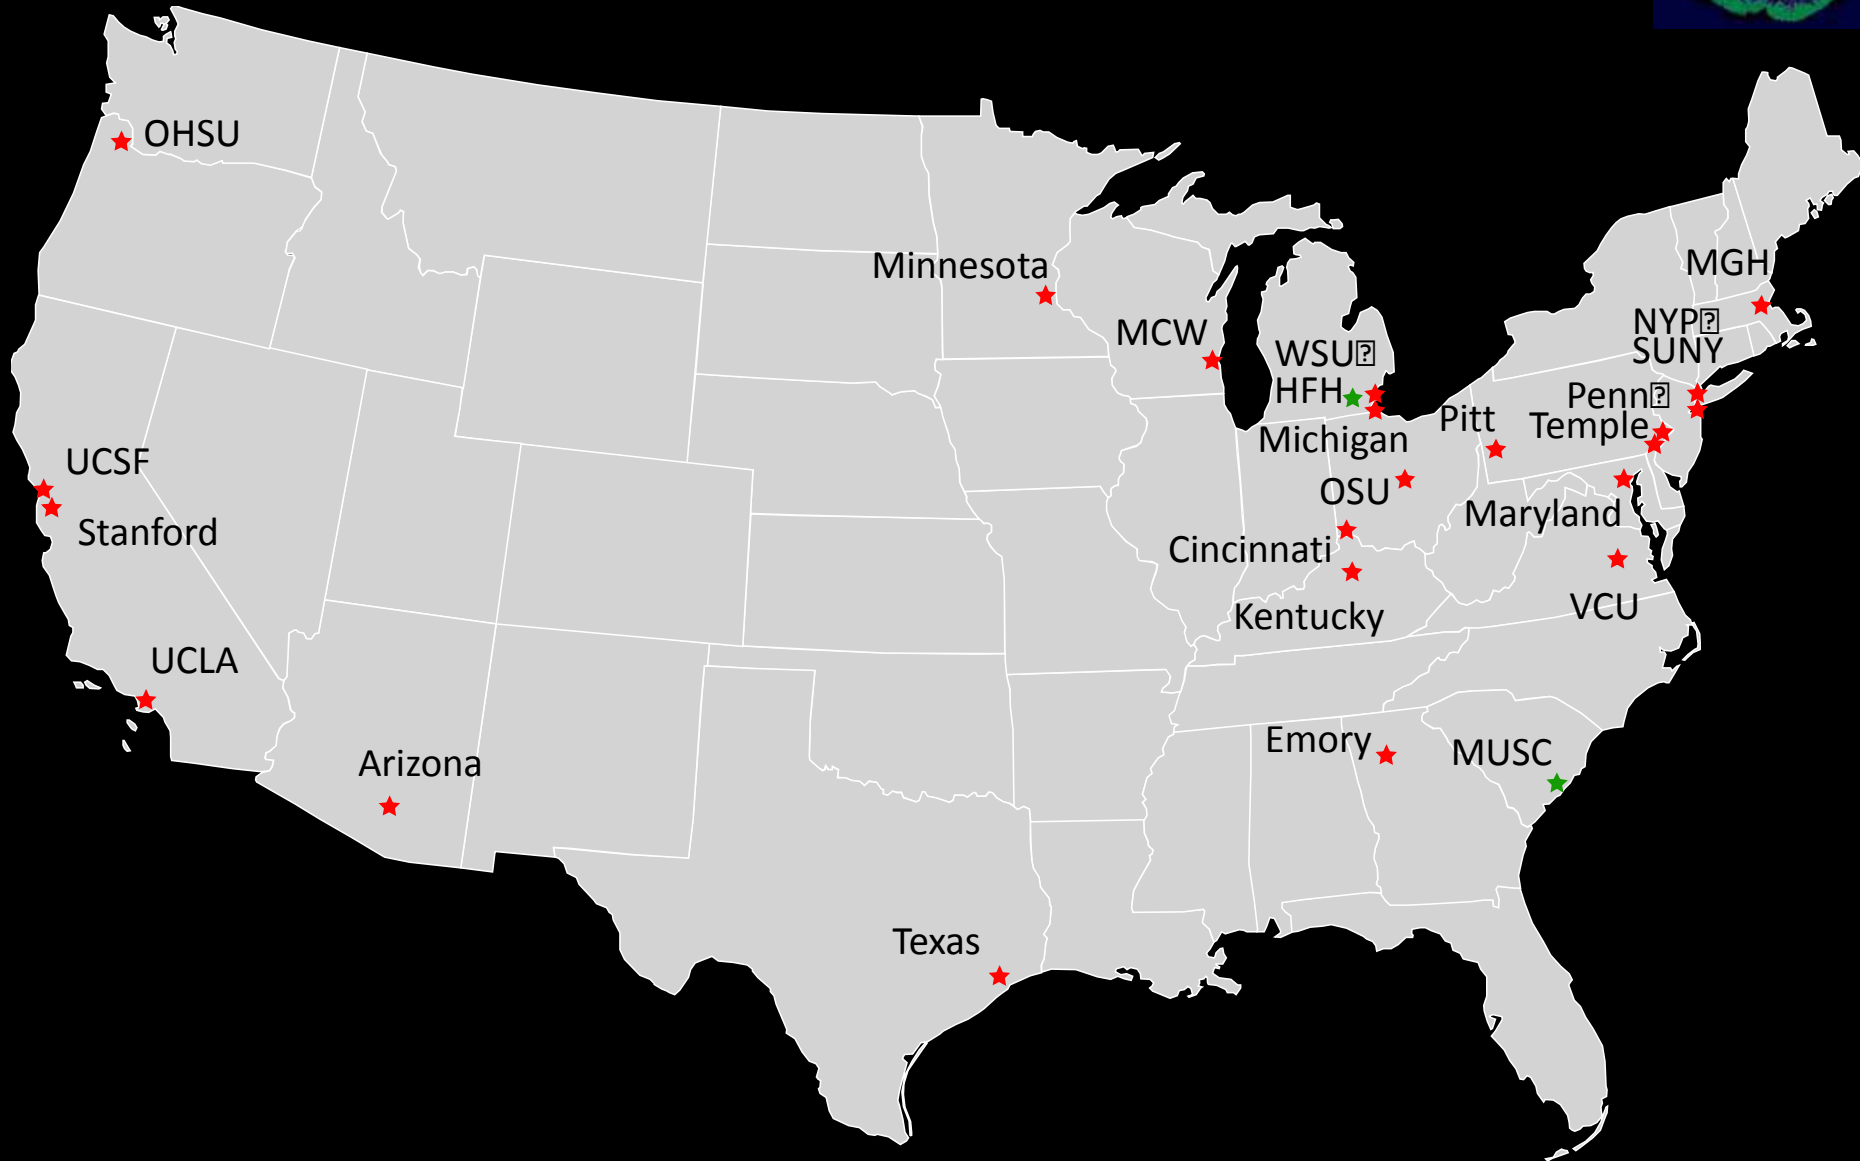 OHSU
Minnesota
MGH
MCW
NYP⍰
SUNY
WSU⍰
HFH
Penn⍰
Temple
Pitt
Michigan
UCSF
OSU
Maryland
Stanford
Cincinnati
VCU
Kentucky
UCLA
Emory
MUSC
Arizona
Texas